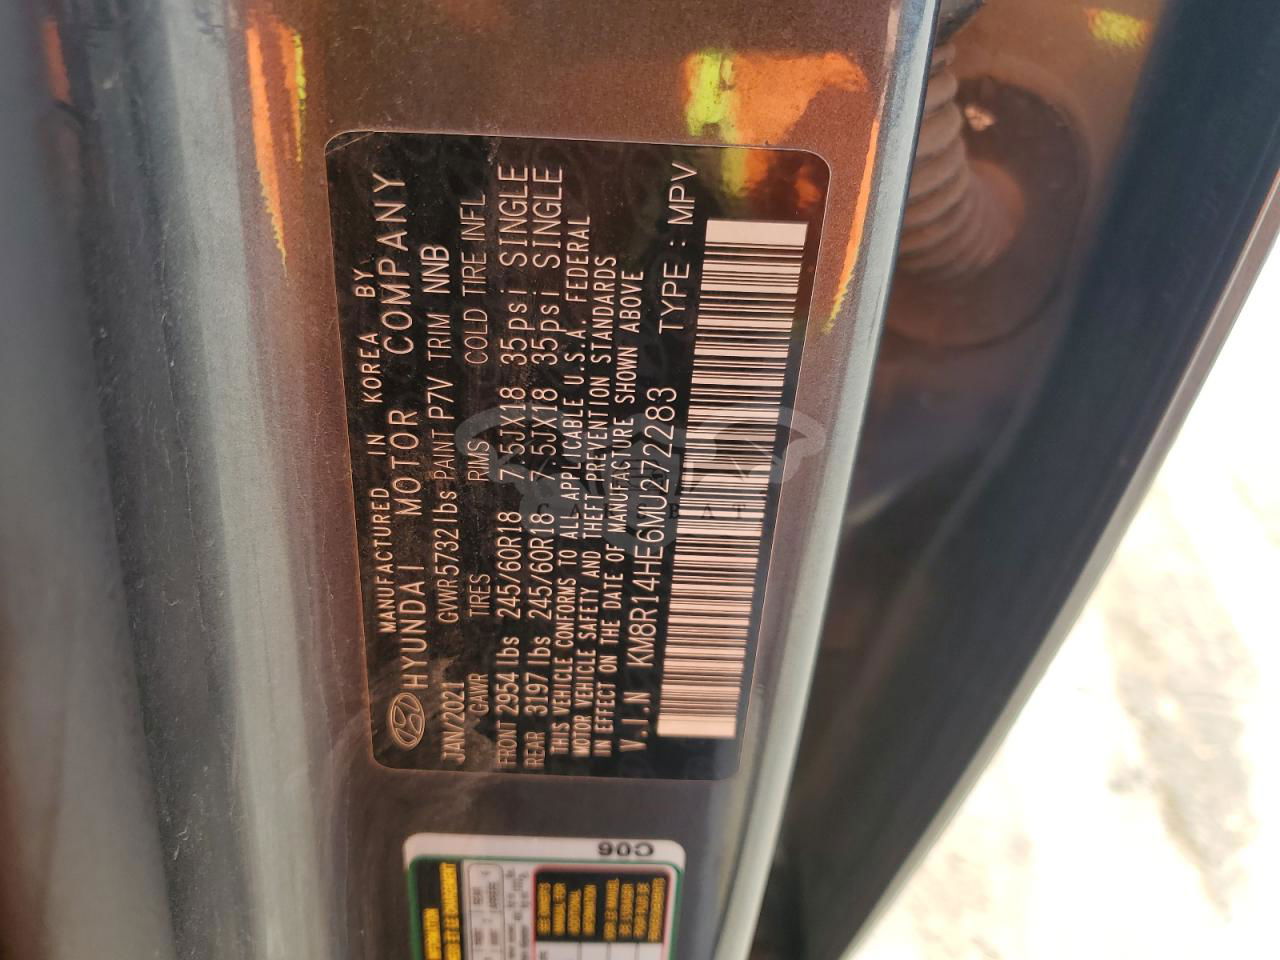 MANUFACTURED IN KOREA BY
HYUNDAI MOTOR COMPANY
JAN/2021 GVWR 5732 lbs PAINT P7V TRIM NNB
GAWR TIRES RIMS COLD TIRE INFL
FRONT 2954 lbs 245/60R18 7.5JX18 35psi SINGLE
REAR 3197 lbs 245/60R18 7.5JX18 35psi SINGLE
THIS VEHICLE CONFORMS TO ALL APPLICABLE U.S.A. FEDERAL
MOTOR VEHICLE SAFETY AND THEFT PREVENTION STANDARDS
IN EFFECT ON THE DATE OF MANUFACTURE SHOWN ABOVE
V.I.N KM8R14HE6MU272283 TYPE: MPV
C06